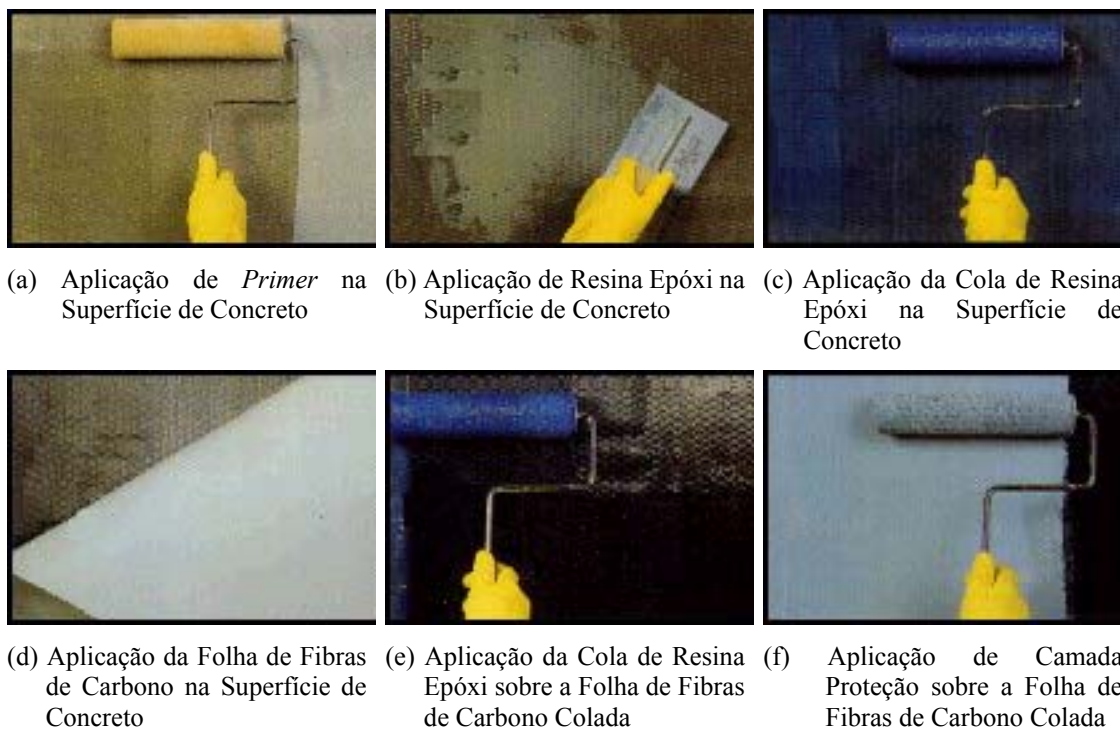 (a) Aplicação de Primer na
Superfície de Concreto
(b) Aplicação de Resina Epóxi na
Superfície de Concreto
(c) Aplicação da Cola de Resina
Epóxi na Superfície de
Concreto
(d) Aplicação da Folha de Fibras
de Carbono na Superfície de
Concreto
(e) Aplicação da Cola de Resina
Epóxi sobre a Folha de Fibras
de Carbono Colada
(f) Aplicação de Camada
Proteção sobre a Folha de
Fibras de Carbono Colada